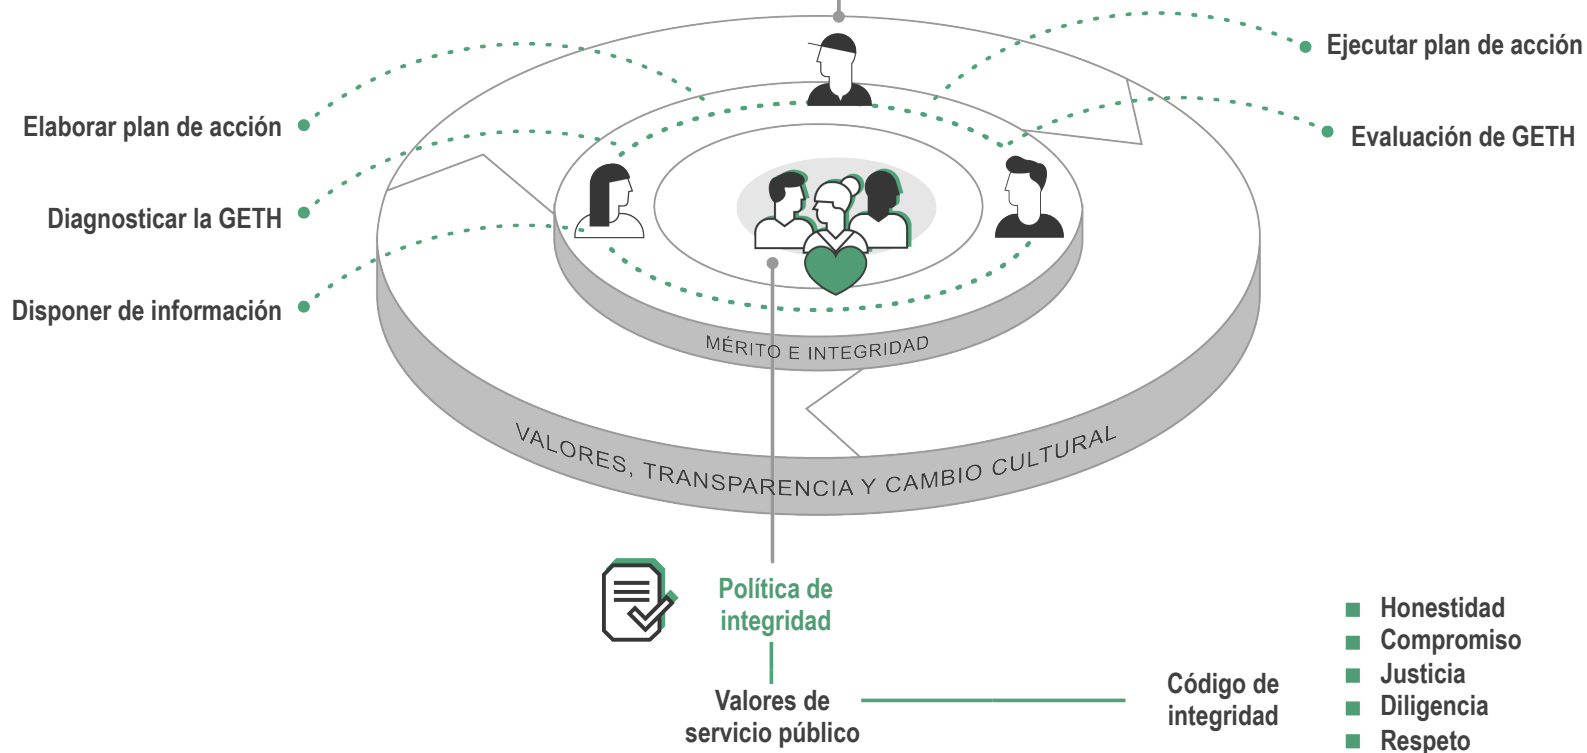 Ejecutar plan de acción
Elaborar plan de acción
Evaluación de GETH
Diagnosticar la GETH
Disponer de información
MÉRITO E INTEGRIDAD
VALORES, TRANSPARENCIA Y CAMBIO CULTURAL
Política de
integridad
Valores de
servicio público
Código de
integridad
Honestidad
Compromiso
Justicia
Diligencia
Respeto